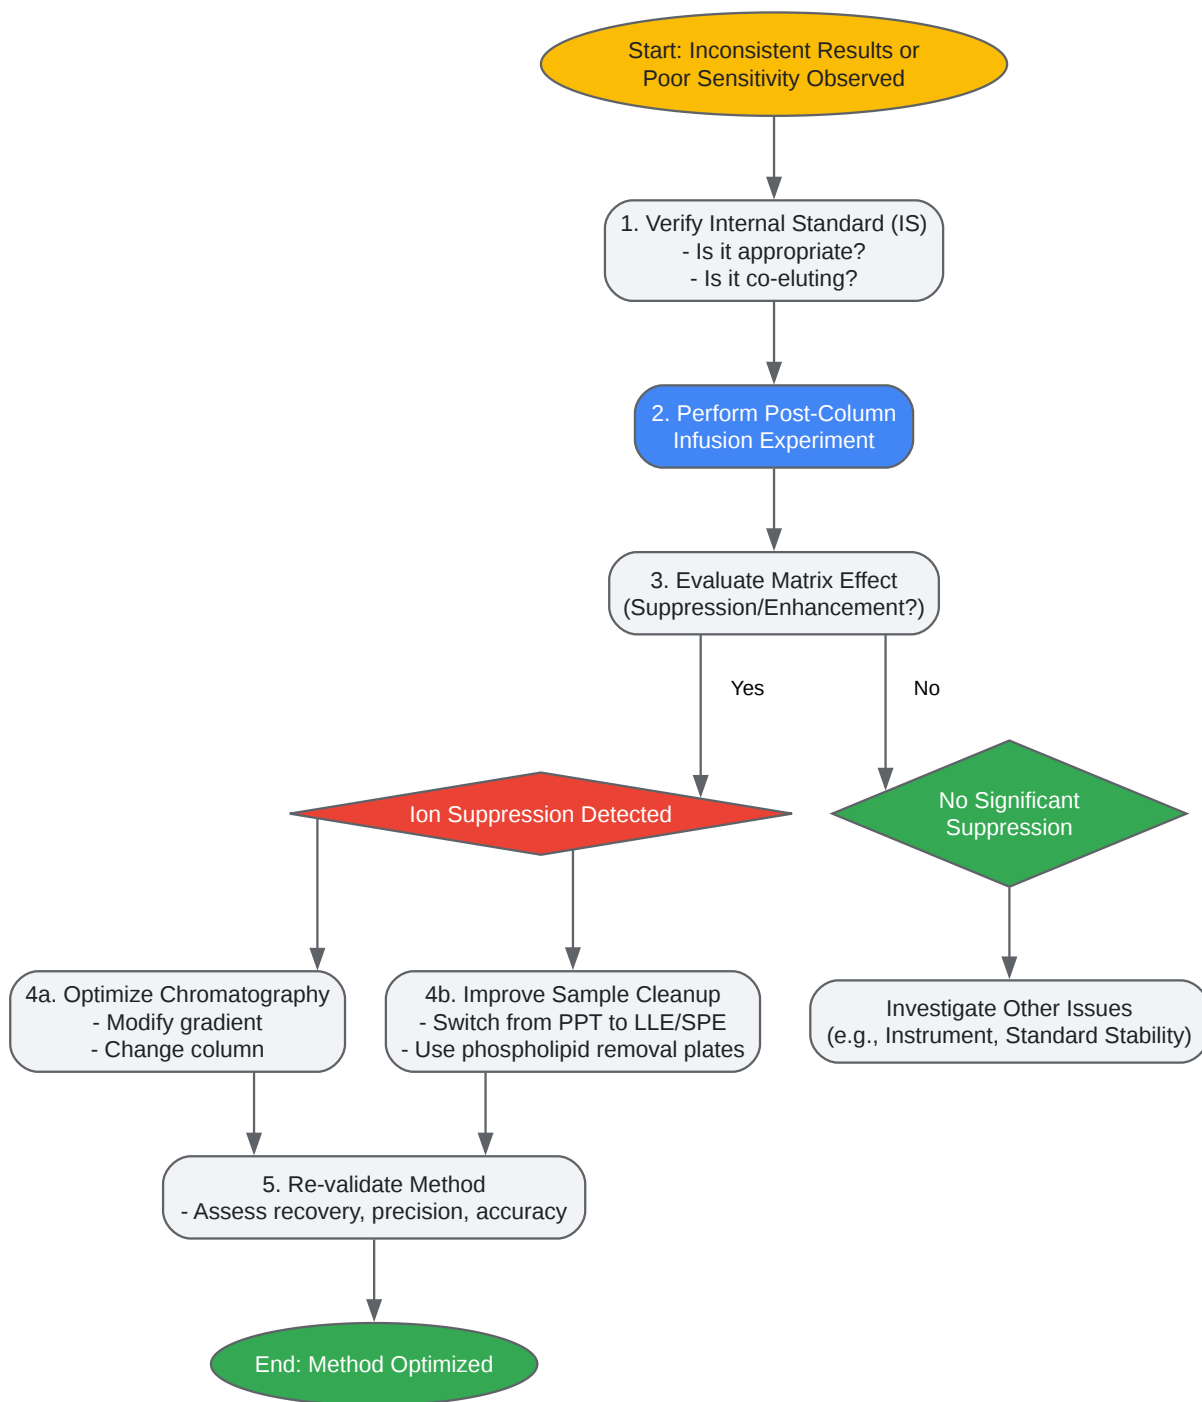 Start: Inconsistent Results or
Poor Sensitivity Observed
1. Verify Internal Standard (IS)
- Is it appropriate?
- Is it co-eluting?
2. Perform Post-Column
Infusion Experiment
3. Evaluate Matrix Effect
(Suppression/Enhancement?)
Yes
No
Ion Suppression Detected
No Significant
Suppression
4a. Optimize Chromatography
- Modify gradient
- Change column
4b. Improve Sample Cleanup
- Switch from PPT to LLE/SPE
- Use phospholipid removal plates
Investigate Other Issues
(e.g., Instrument, Standard Stability)
5. Re-validate Method
- Assess recovery, precision, accuracy
End: Method Optimized